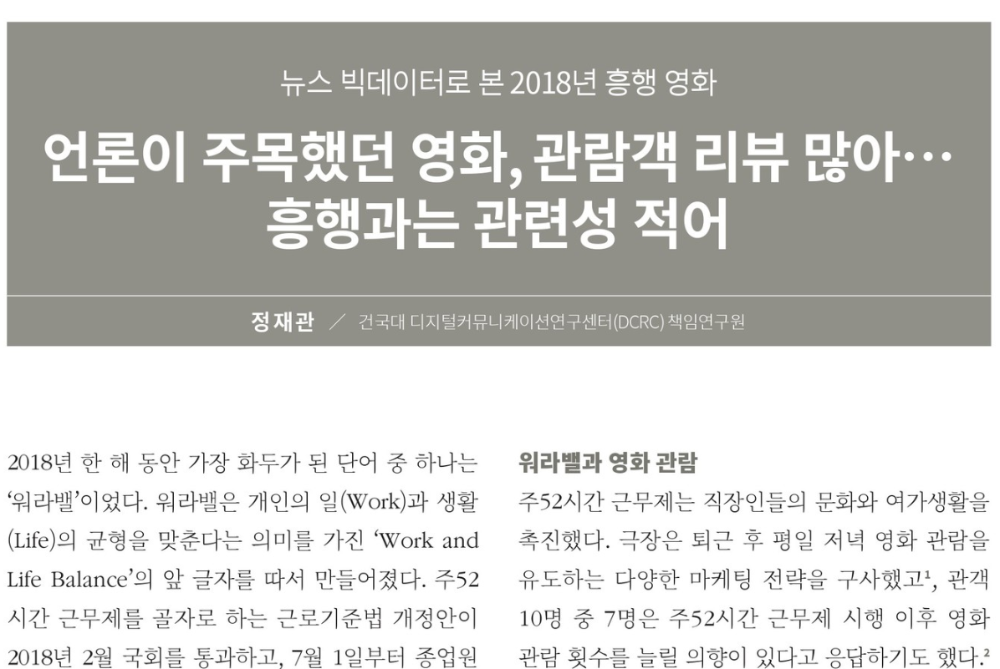 뉴스 빅데이터로 본 2018년 흥행 영화
언론이 주목했던 영화, 관람객 리뷰 많아…
흥행과는 관련성 적어
정재관 ／ 건국대 디지털커뮤니케이션연구센터(DCRC) 책임연구원
2018년 한 해 동안 가장 화두가 된 단어 중 하나는
‘워라밸’이었다. 워라밸은 개인의 일(Work)과 생활
(Life)의 균형을 맞춘다는 의미를 가진 ‘Work and
Life Balance’의 앞 글자를 따서 만들어졌다. 주52
시간 근무제를 골자로 하는 근로기준법 개정안이
2018년 2월 국회를 통과하고, 7월 1일부터 종업원
워라밸과 영화 관람
주52시간 근무제는 직장인들의 문화와 여가생활을
촉진했다. 극장은 퇴근 후 평일 저녁 영화 관람을
유도하는 다양한 마케팅 전략을 구사했고¹, 관객
10명 중 7명은 주52시간 근무제 시행 이후 영화
관람 횟수를 늘릴 의향이 있다고 응답하기도 했다.²